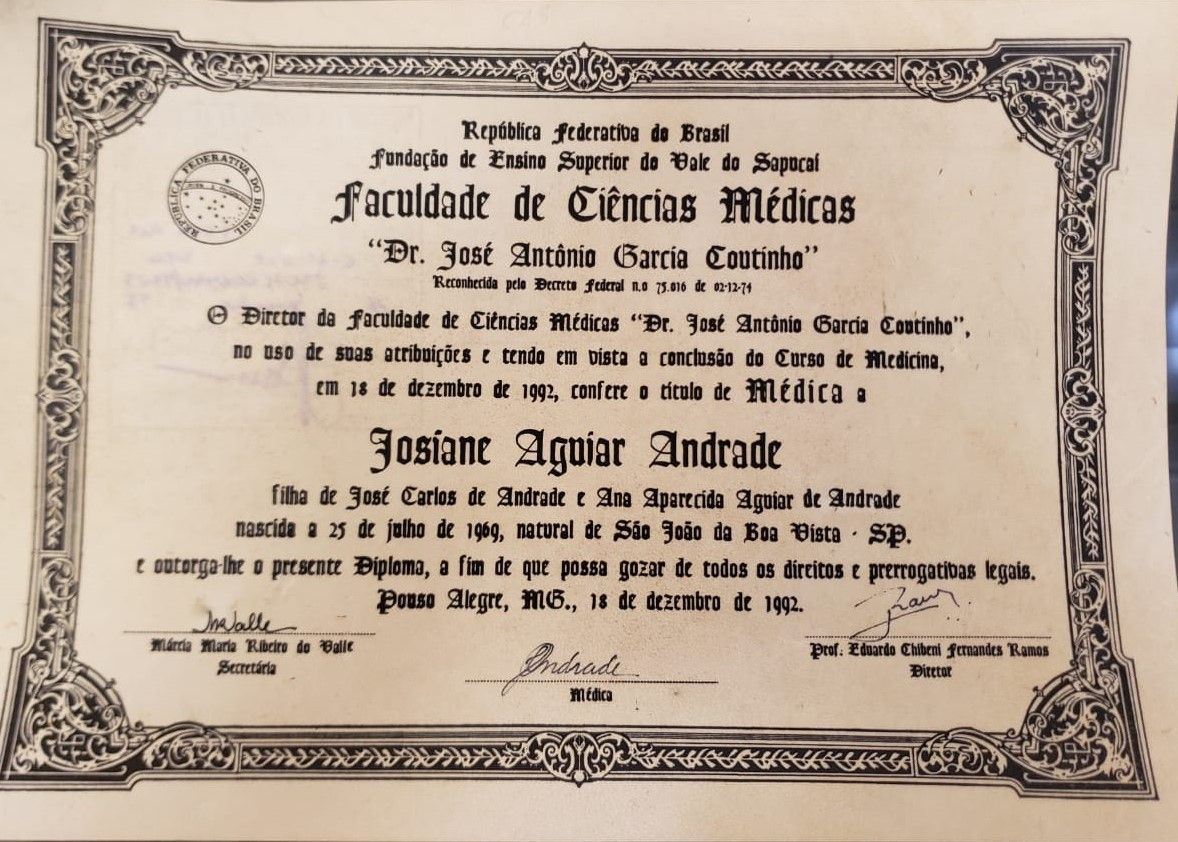 República Federativa do Brasil
Fundação de Ensino Superior do Vale do Sapucaí
Faculdade de Ciências Médicas
"Dr. José Antônio Garcia Coutinho"
Reconhecida pelo Decreto Federal n.o 75.016 de 02-12-74
REPÚBLICA FEDERATIVA DO BRASIL
O Diretor da Faculdade de Ciências Médicas "Dr. José Antônio Garcia Coutinho",
no uso de suas atribuições e tendo em vista a conclusão do Curso de Medicina,
em 18 de dezembro de 1992, confere o título de Médica a
Josiane Aguiar Andrade
filha de José Carlos de Andrade e Ana Aparecida Aguiar de Andrade
nascida a 25 de julho de 1969, natural de São João da Boa Vista - SP.
e outorga-lhe o presente Diploma, a fim de que possa gozar de todos os direitos e prerrogativas legais.
Pouso Alegre, MG., 18 de dezembro de 1992.
Márcia Maria Ribeiro do Valle
Secretária
Andrade
Médica
Prof. Eduardo Chibeni Fernandes Ramos
Diretor